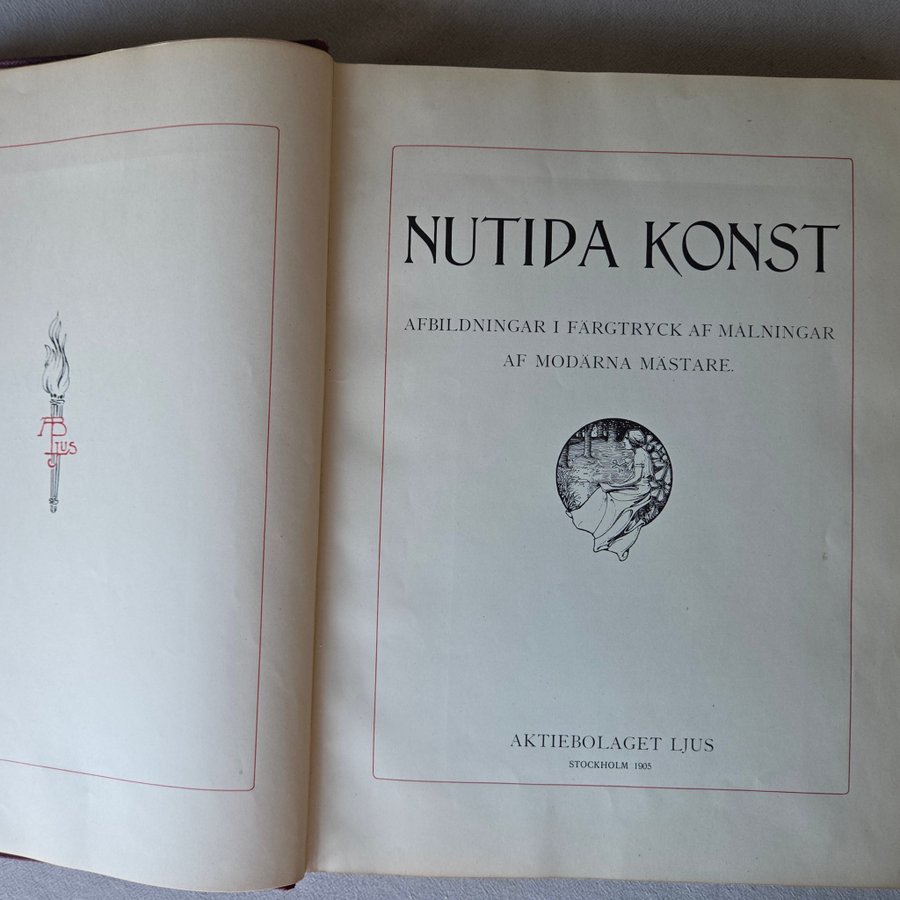 AB
LJUS
NUTIDA KONST
AFBILDNINGAR I FÄRGTRYCK AF MÅLNINGAR
AF MODÄRNA MÄSTARE.
AKTIEBOLAGET LJUS
STOCKHOLM 1905